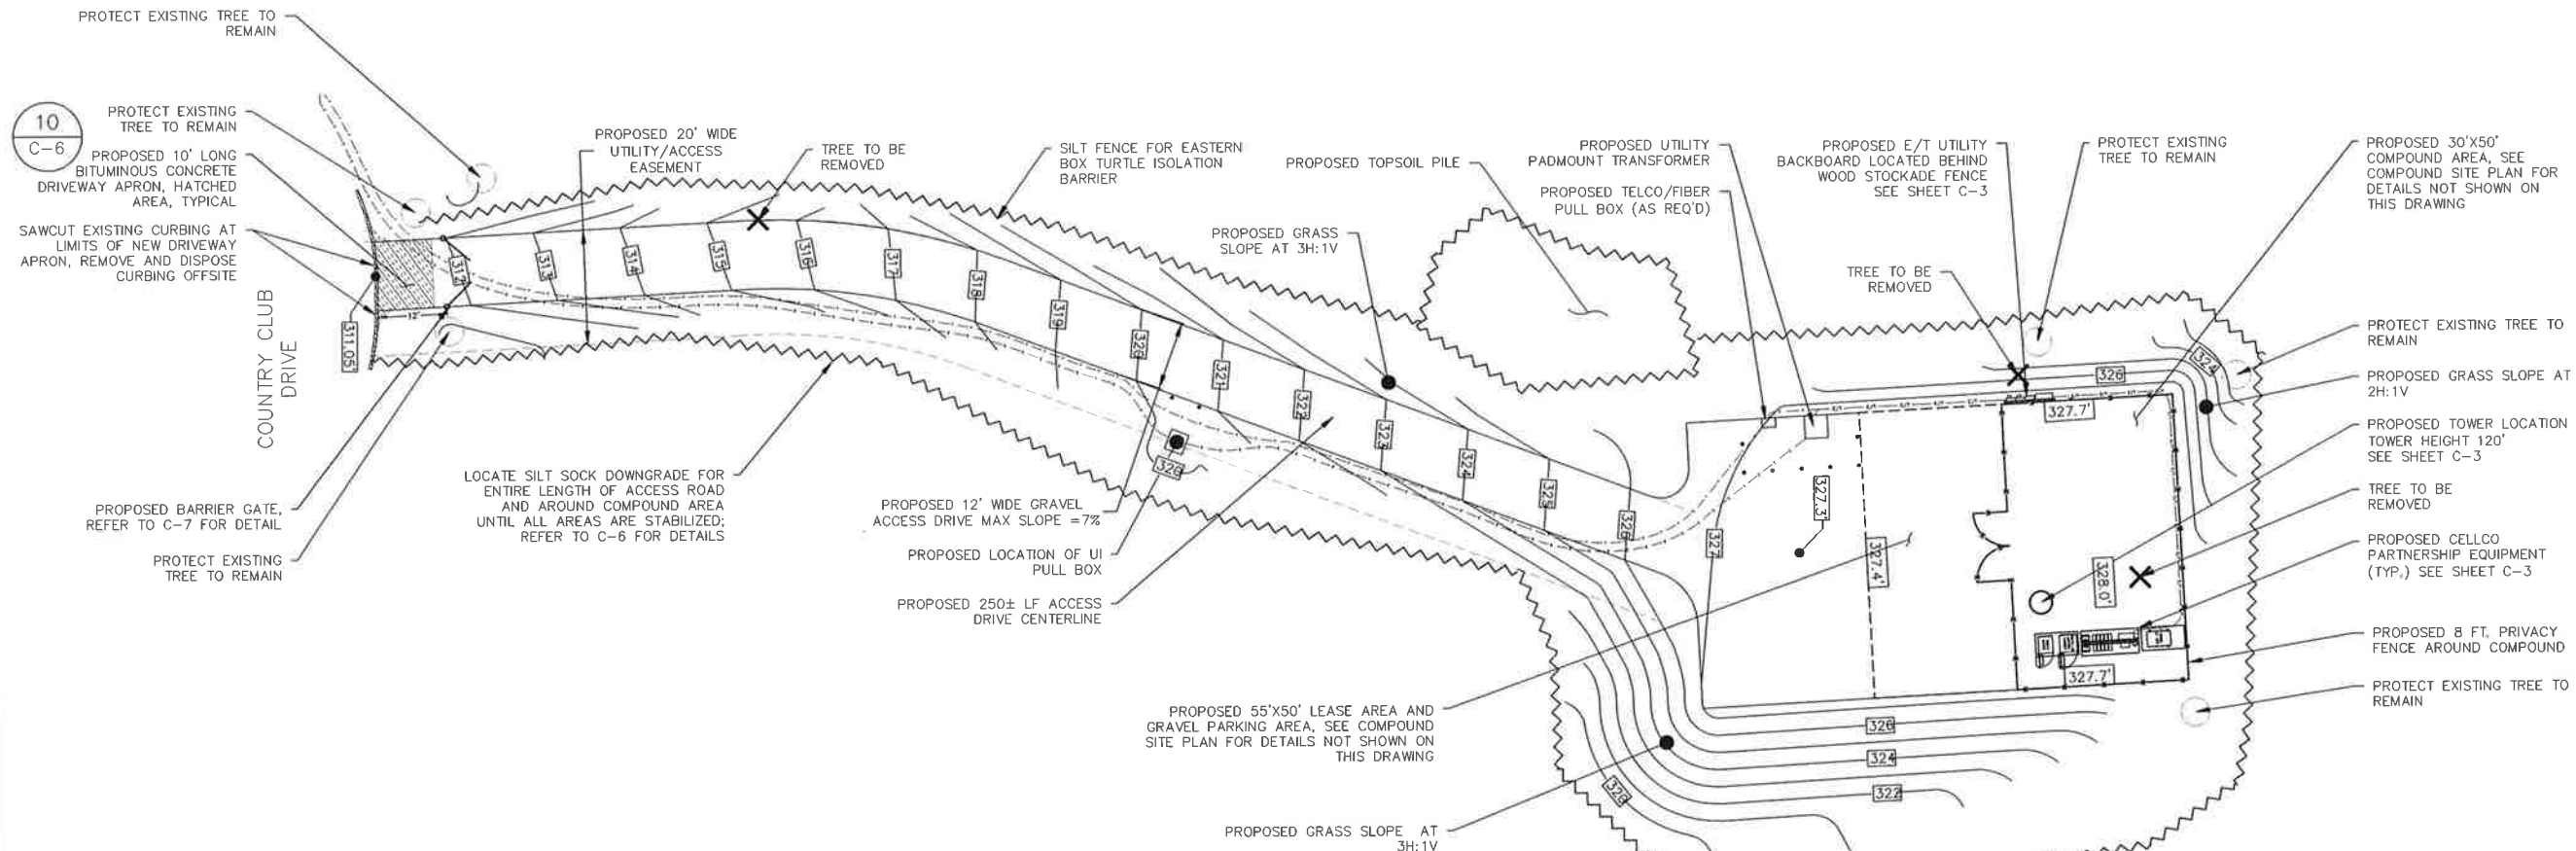 PROTECT EXISTING TREE TO
REMAIN
10
C-6
PROTECT EXISTING
TREE TO REMAIN
PROPOSED 10' LONG
BITUMINOUS CONCRETE
DRIVEWAY APRON, HATCHED
AREA, TYPICAL
SAWCUT EXISTING CURBING AT
LIMITS OF NEW DRIVEWAY
APRON, REMOVE AND DISPOSE
CURBING OFFSITE
COUNTRY CLUB
DRIVE
311.05'
12'
PROPOSED BARRIER GATE,
REFER TO C-7 FOR DETAIL
PROTECT EXISTING
TREE TO REMAIN
PROPOSED 20' WIDE
UTILITY/ACCESS
EASEMENT
TREE TO BE
REMOVED
SILT FENCE FOR EASTERN
BOX TURTLE ISOLATION
BARRIER
312
313
314
315
316
317
318
319
320
321
322
323
324
325
326
327
320
LOCATE SILT SOCK DOWNGRADE FOR
ENTIRE LENGTH OF ACCESS ROAD
AND AROUND COMPOUND AREA
UNTIL ALL AREAS ARE STABILIZED;
REFER TO C-6 FOR DETAILS
PROPOSED 12' WIDE GRAVEL
ACCESS DRIVE MAX SLOPE =7%
PROPOSED LOCATION OF UI
PULL BOX
PROPOSED 250± LF ACCESS
DRIVE CENTERLINE
PROPOSED GRASS
SLOPE AT 3H:1V
PROPOSED TOPSOIL PILE
PROPOSED UTILITY
PADMOUNT TRANSFORMER
PROPOSED TELCO/FIBER
PULL BOX (AS REQ'D)
PROPOSED E/T UTILITY
BACKBOARD LOCATED BEHIND
WOOD STOCKADE FENCE
SEE SHEET C-3
TREE TO BE
REMOVED
PROTECT EXISTING
TREE TO REMAIN
PROPOSED 30'X50'
COMPOUND AREA, SEE
COMPOUND SITE PLAN FOR
DETAILS NOT SHOWN ON
THIS DRAWING
PROTECT EXISTING TREE TO
REMAIN
PROPOSED GRASS SLOPE AT
2H:1V
PROPOSED TOWER LOCATION
TOWER HEIGHT 120'
SEE SHEET C-3
TREE TO BE
REMOVED
PROPOSED CELLCO
PARTNERSHIP EQUIPMENT
(TYP.) SEE SHEET C-3
PROPOSED 8 FT. PRIVACY
FENCE AROUND COMPOUND
PROTECT EXISTING TREE TO
REMAIN
324
326
327.7'
327.3'
327.4'
328.0'
327.7'
326
324
322
320
PROPOSED 55'X50' LEASE AREA AND
GRAVEL PARKING AREA, SEE COMPOUND
SITE PLAN FOR DETAILS NOT SHOWN ON
THIS DRAWING
PROPOSED GRASS SLOPE AT
3H:1V